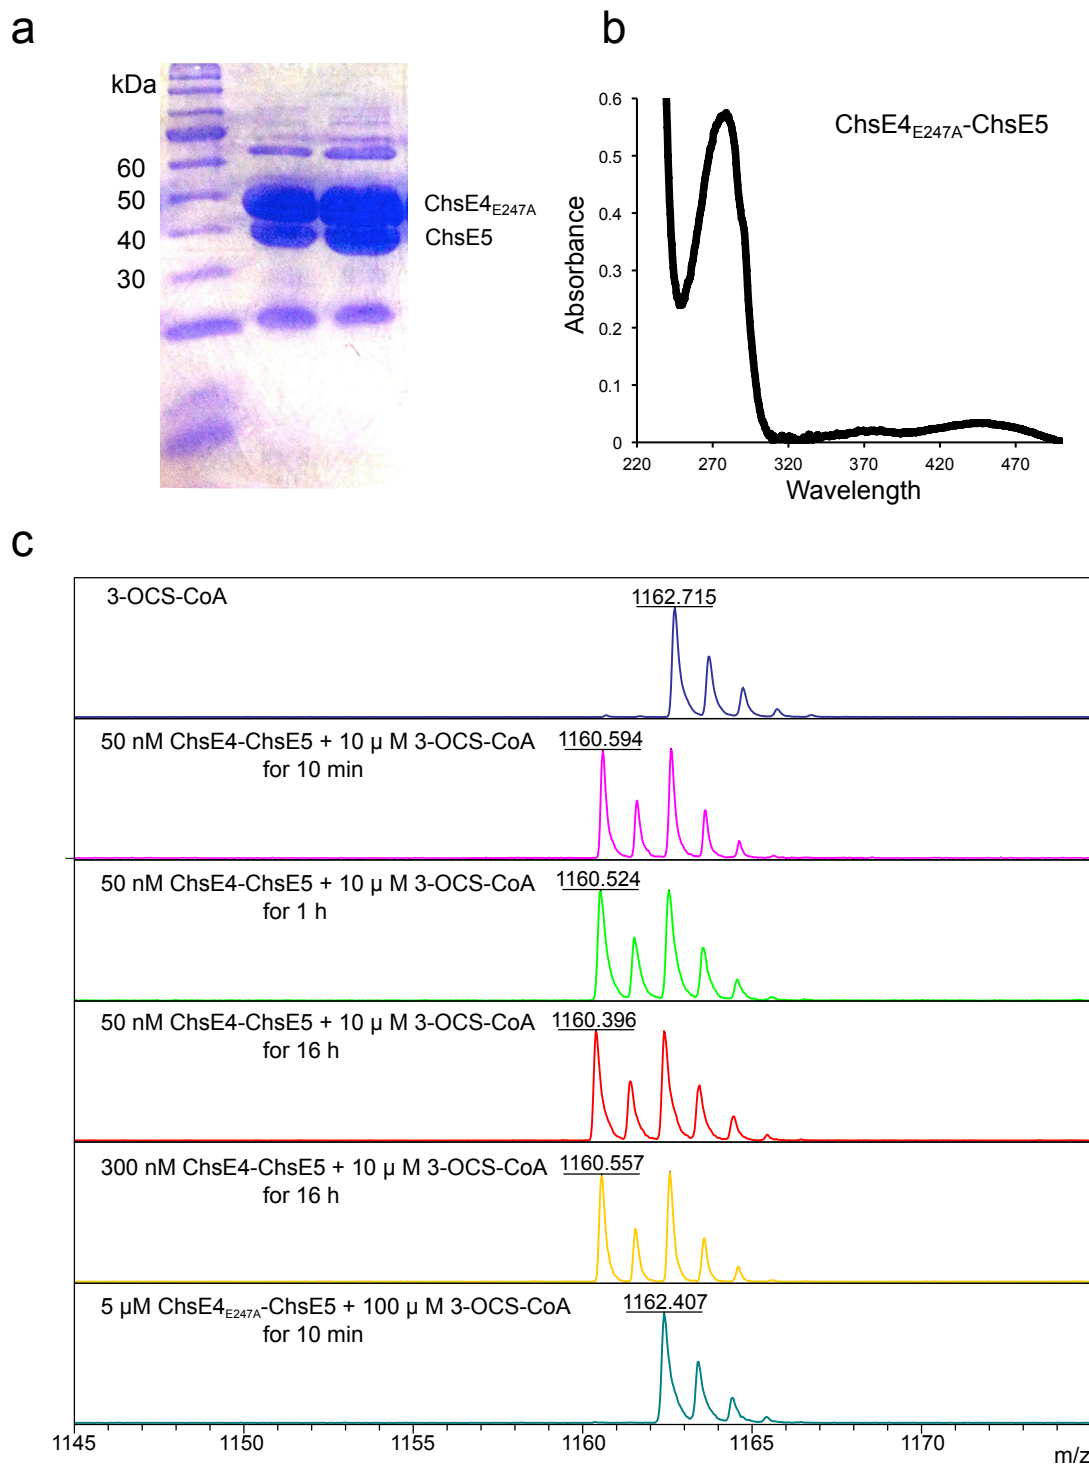 a
kDa
60
50
40
30
ChsE4E247A
ChsE5
b
0.6
0.5
0.4
0.3
0.2
0.1
0
Absorbance
ChsE4E247A-ChsE5
220 270 320 370 420 470
Wavelength
c
3-OCS-CoA
1162.715
50 nM ChsE4-ChsE5 + 10 μ M 3-OCS-CoA
for 10 min
1160.594
50 nM ChsE4-ChsE5 + 10 μ M 3-OCS-CoA
for 1 h
1160.524
50 nM ChsE4-ChsE5 + 10 μ M 3-OCS-CoA
for 16 h
1160.396
300 nM ChsE4-ChsE5 + 10 μ M 3-OCS-CoA
for 16 h
1160.557
5 μM ChsE4E247A-ChsE5 + 100 μ M 3-OCS-CoA
for 10 min
1162.407
1145 1150 1155 1160 1165 1170
m/z